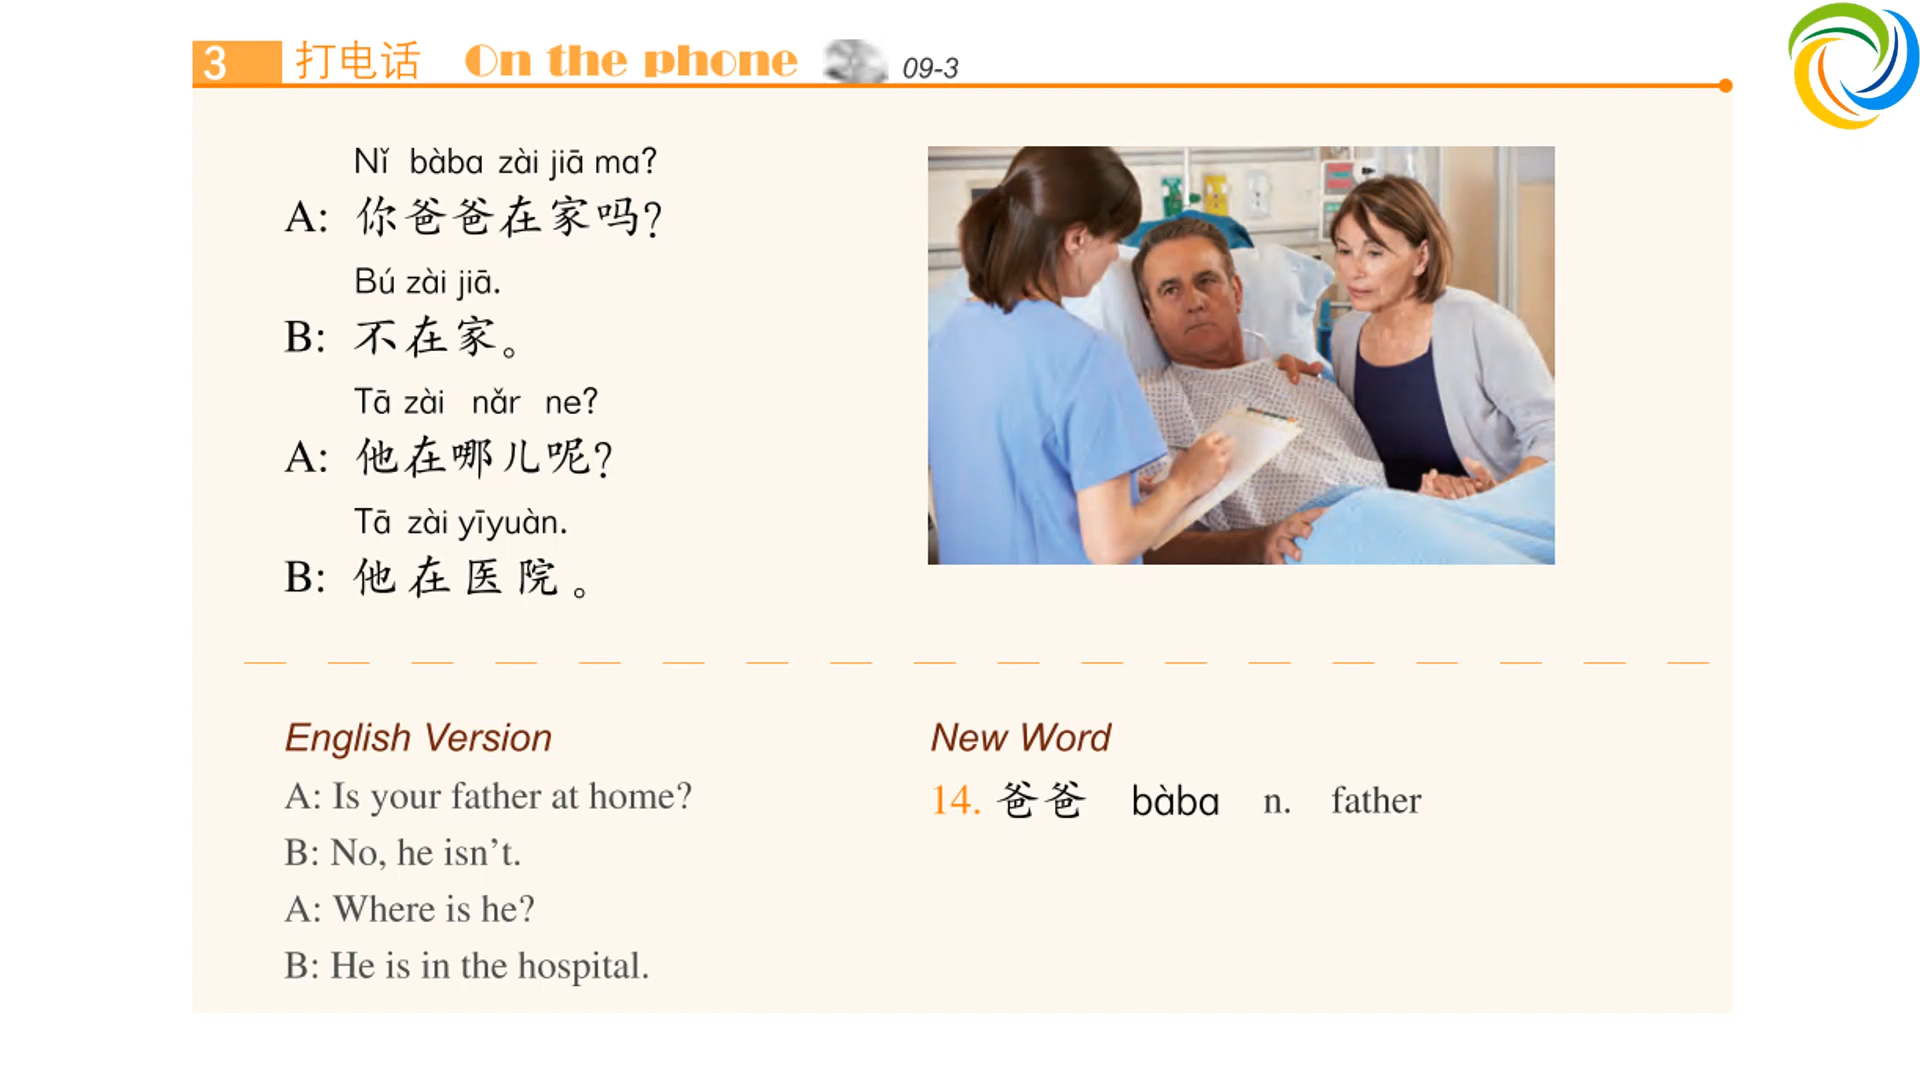 3 打电话 On the phone 09-3
Nǐ bàba zài jiā ma?
A: 你爸爸在家吗?
Bú zài jiā.
B: 不在家。
Tā zài nǎr ne?
A: 他在哪儿呢?
Tā zài yīyuàn.
B: 他在医院。
English Version
A: Is your father at home?
B: No, he isn’t.
A: Where is he?
B: He is in the hospital.
New Word
14. 爸爸 bàba n. father